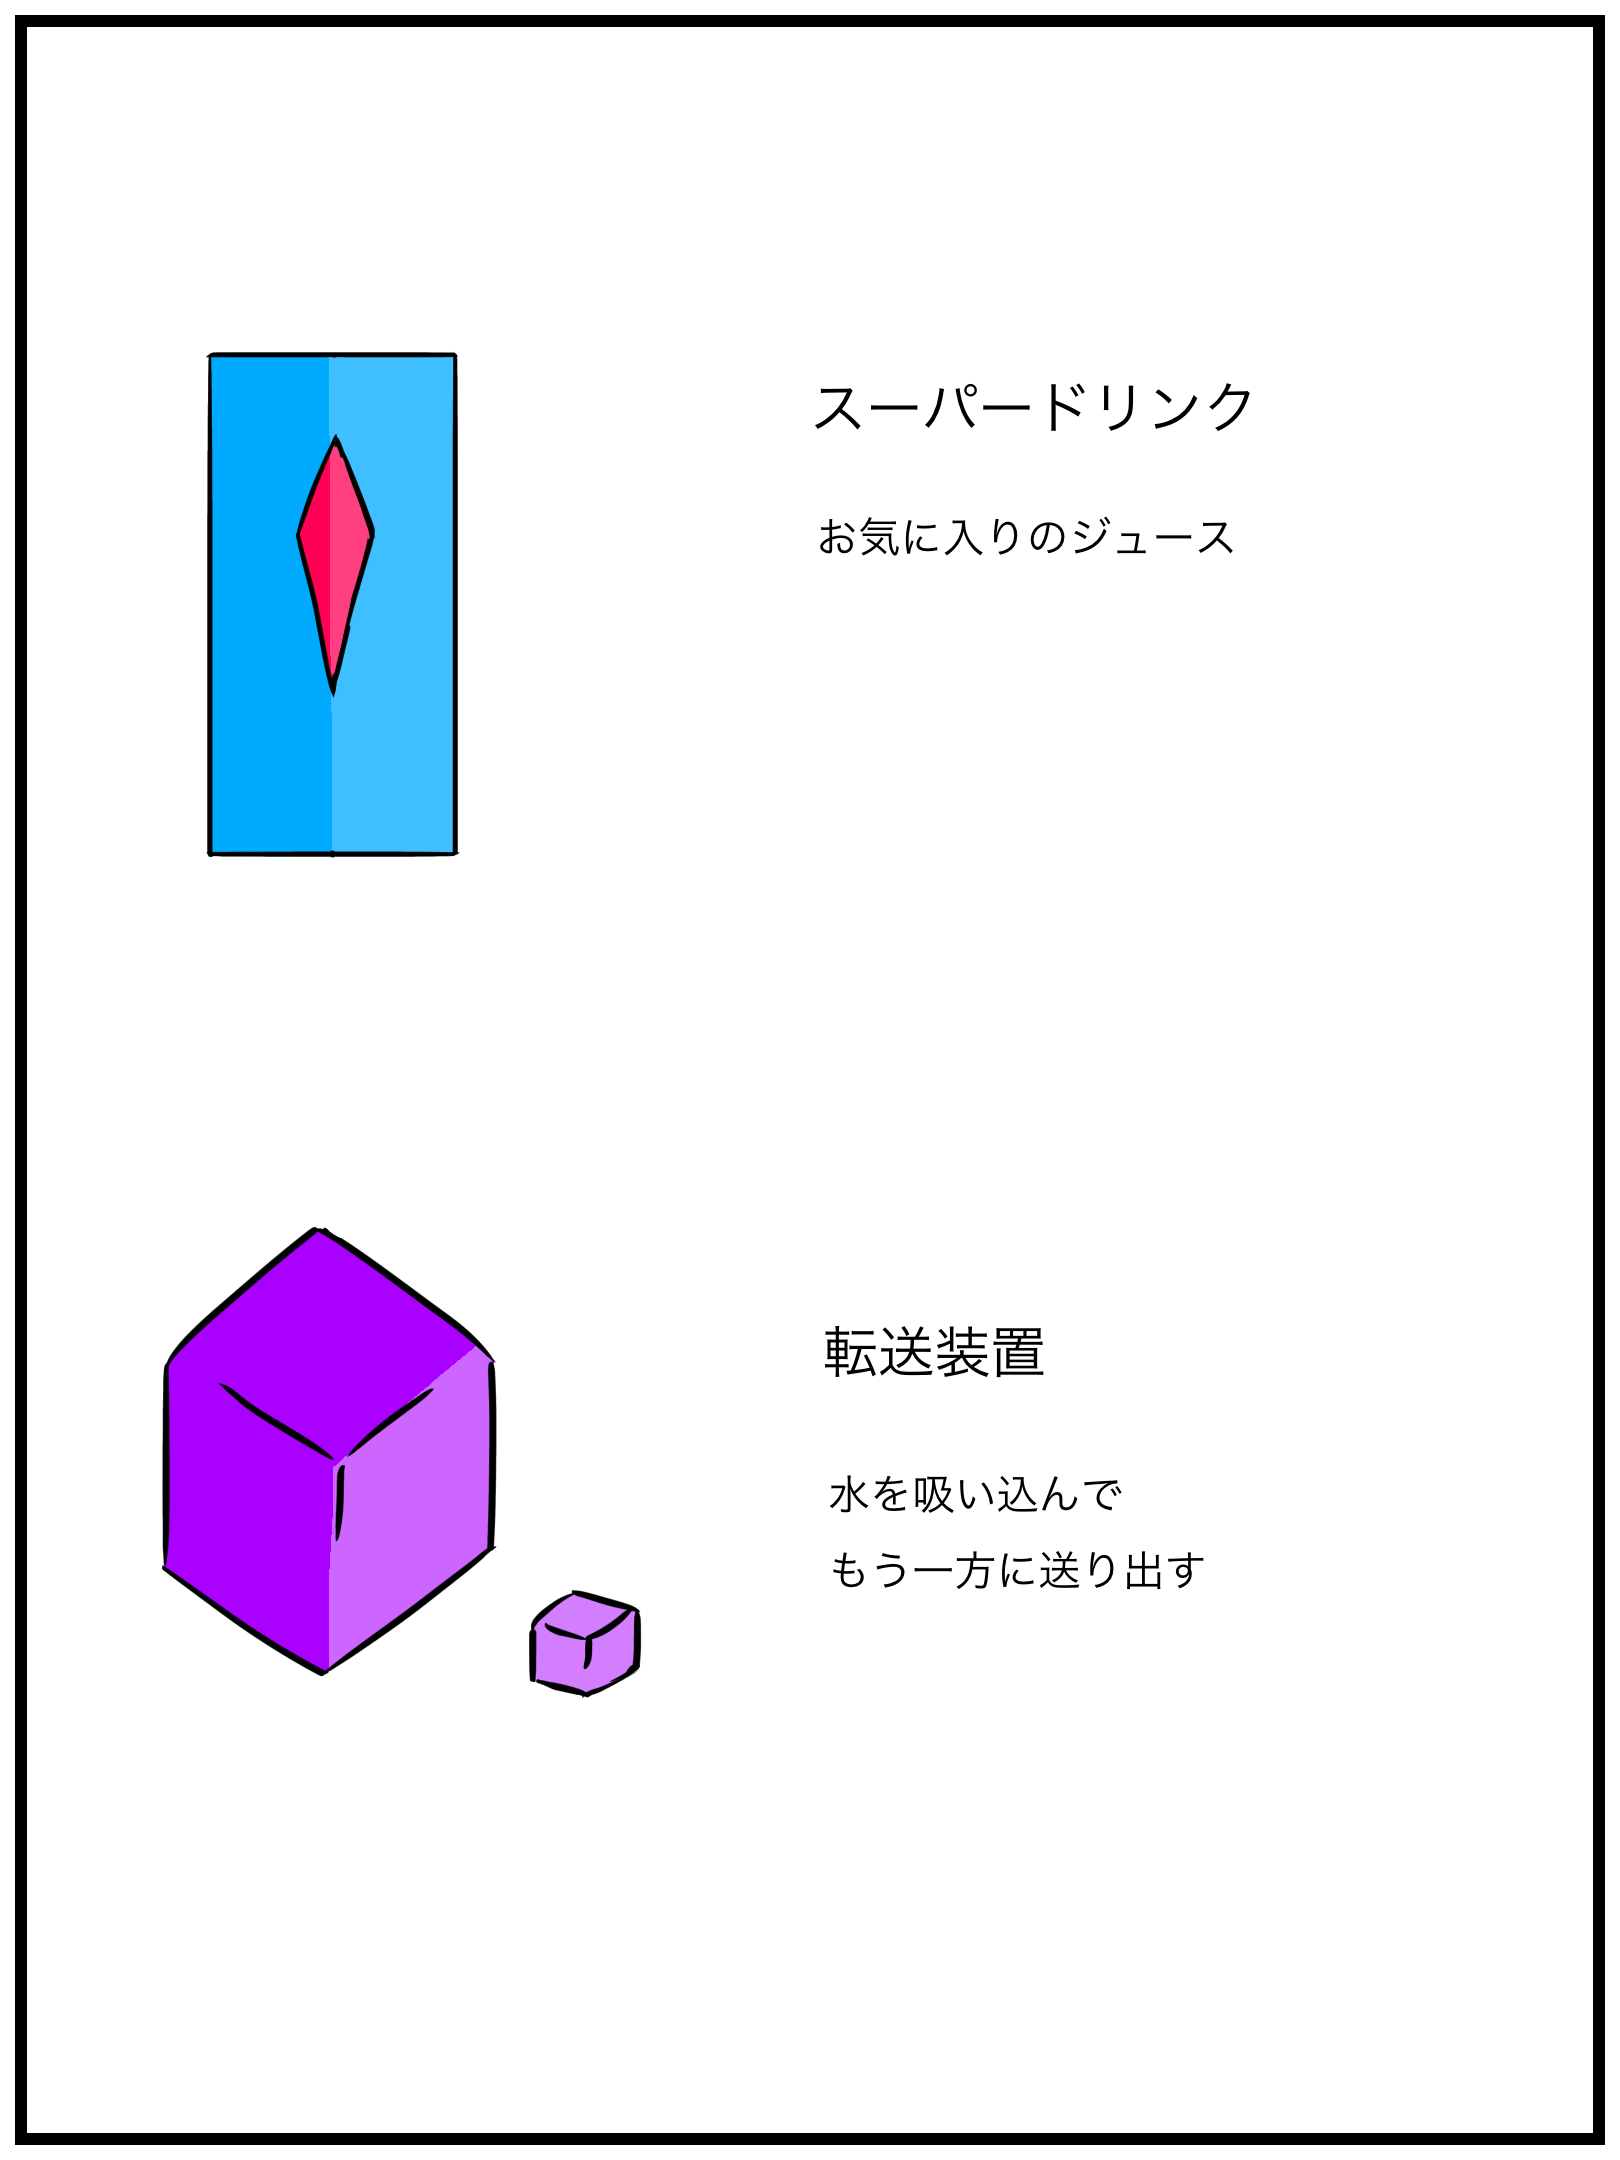 スーパードリンク
お気に入りのジュース
転送装置
水を吸い込んで
もう一方に送り出す